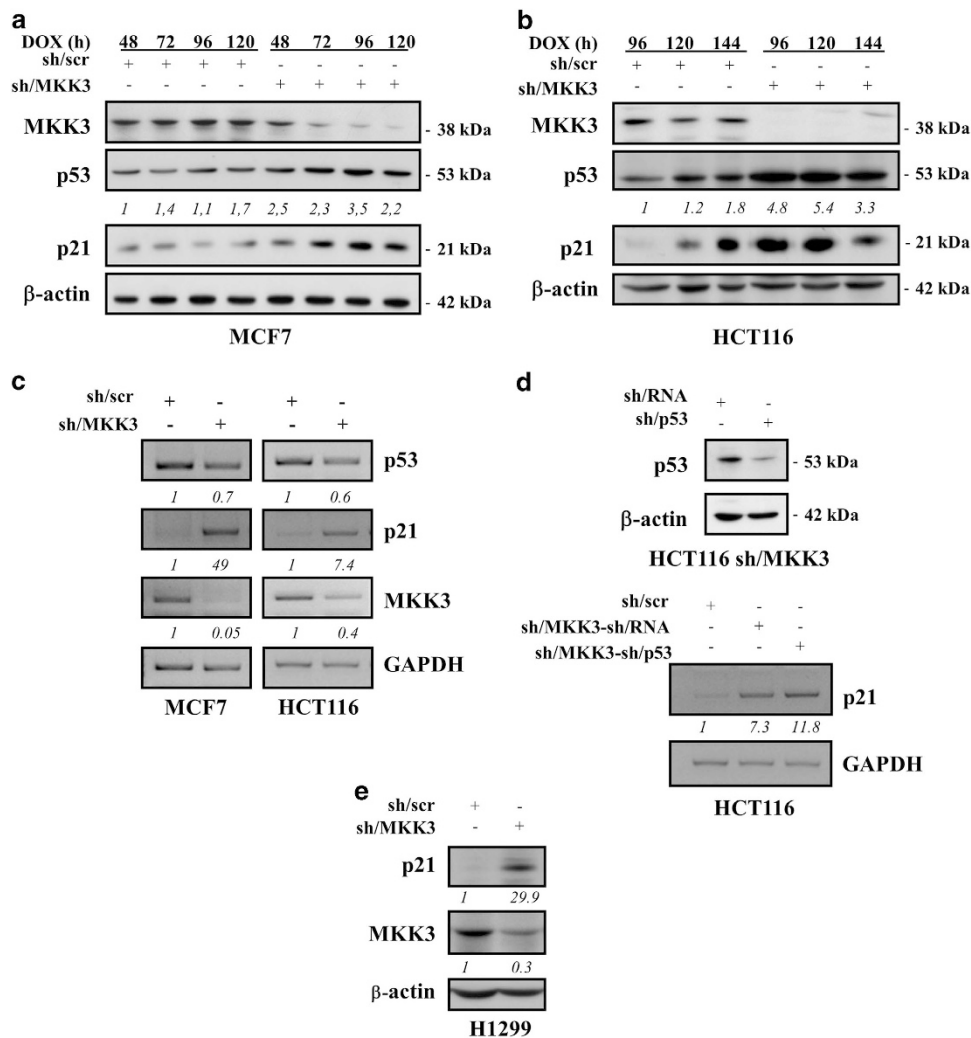 a
DOX (h) 48 72 96 120 48 72 96 120
sh/scr + + + + - - - -
sh/MKK3 - - - - + + + +
MKK3 - 38 kDa
p53 - 53 kDa
1 1,4 1,1 1,7 2,5 2,3 3,5 2,2
p21 - 21 kDa
β-actin - 42 kDa
MCF7
b
DOX (h) 96 120 144 96 120 144
sh/scr + + + - - -
sh/MKK3 - - - + + +
MKK3 - 38 kDa
p53 - 53 kDa
1 1.2 1.8 4.8 5.4 3.3
p21 - 21 kDa
β-actin - 42 kDa
HCT116
c
sh/scr + - + -
sh/MKK3 - + - +
p53
1 0.7 1 0.6
p21
1 49 1 7.4
MKK3
1 0.05 1 0.4
GAPDH
MCF7 HCT116
d
sh/RNA + -
sh/p53 - +
p53 - 53 kDa
β-actin - 42 kDa
HCT116 sh/MKK3
sh/scr + - -
sh/MKK3-sh/RNA - + -
sh/MKK3-sh/p53 - - +
p21
1 7.3 11.8
GAPDH
HCT116
e
sh/scr + -
sh/MKK3 - +
p21
1 29.9
MKK3
1 0.3
β-actin
H1299